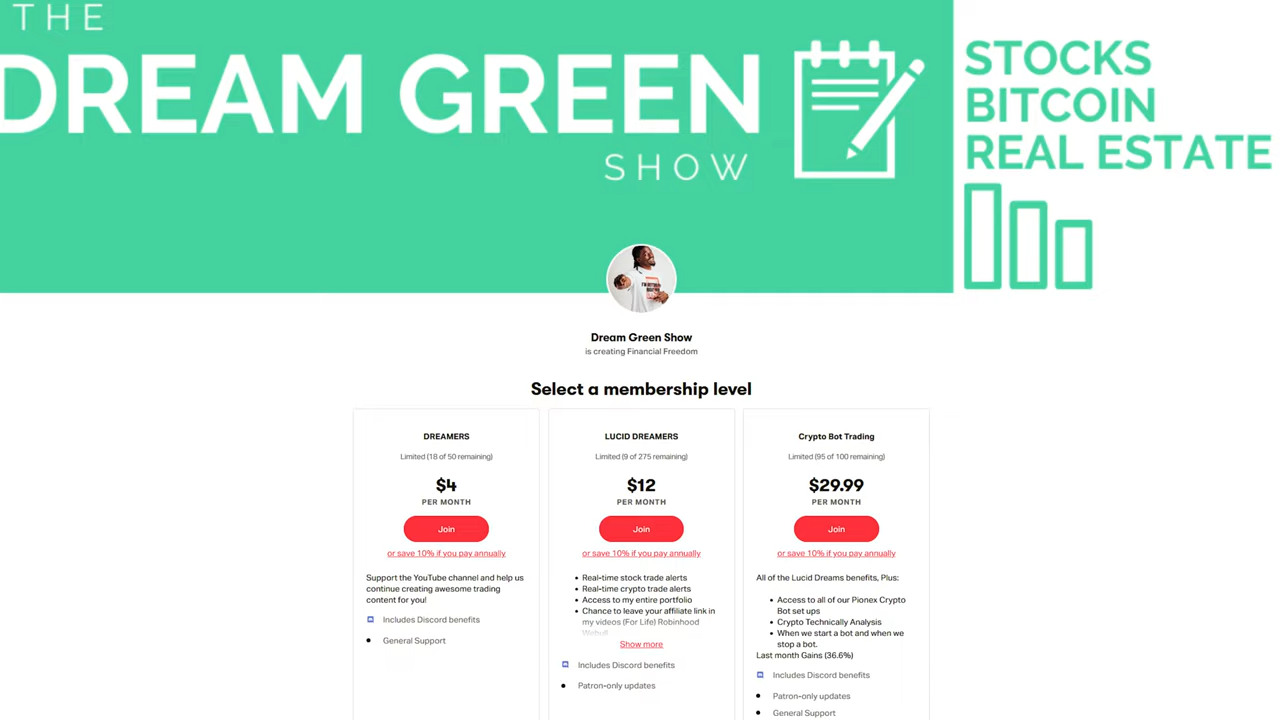 THE
DREAM GREEN
SHOW
STOCKS
BITCOIN
REAL ESTATE
Dream Green Show
is creating Financial Freedom
Select a membership level
DREAMERS
Limited (18 of 50 remaining)
$4
PER MONTH
Join
or save 10% if you pay annually
Support the YouTube channel and help us
continue creating awesome trading
content for you!
Includes Discord benefits
• General Support
LUCID DREAMERS
Limited (9 of 275 remaining)
$12
PER MONTH
Join
or save 10% if you pay annually
• Real-time stock trade alerts
• Real-time crypto trade alerts
• Access to my entire portfolio
• Chance to leave your affiliate link in
my videos (For Life) Robinhood
Show more
Includes Discord benefits
• Patron-only updates
Crypto Bot Trading
Limited (95 of 100 remaining)
$29.99
PER MONTH
Join
or save 10% if you pay annually
All of the Lucid Dreams benefits, Plus:
• Access to all of our Pionex Crypto
Bot set ups
• Crypto Technically Analysis
• When we start a bot and when we
stop a bot.
Last month Gains (36.6%)
Includes Discord benefits
• Patron-only updates
• General Support